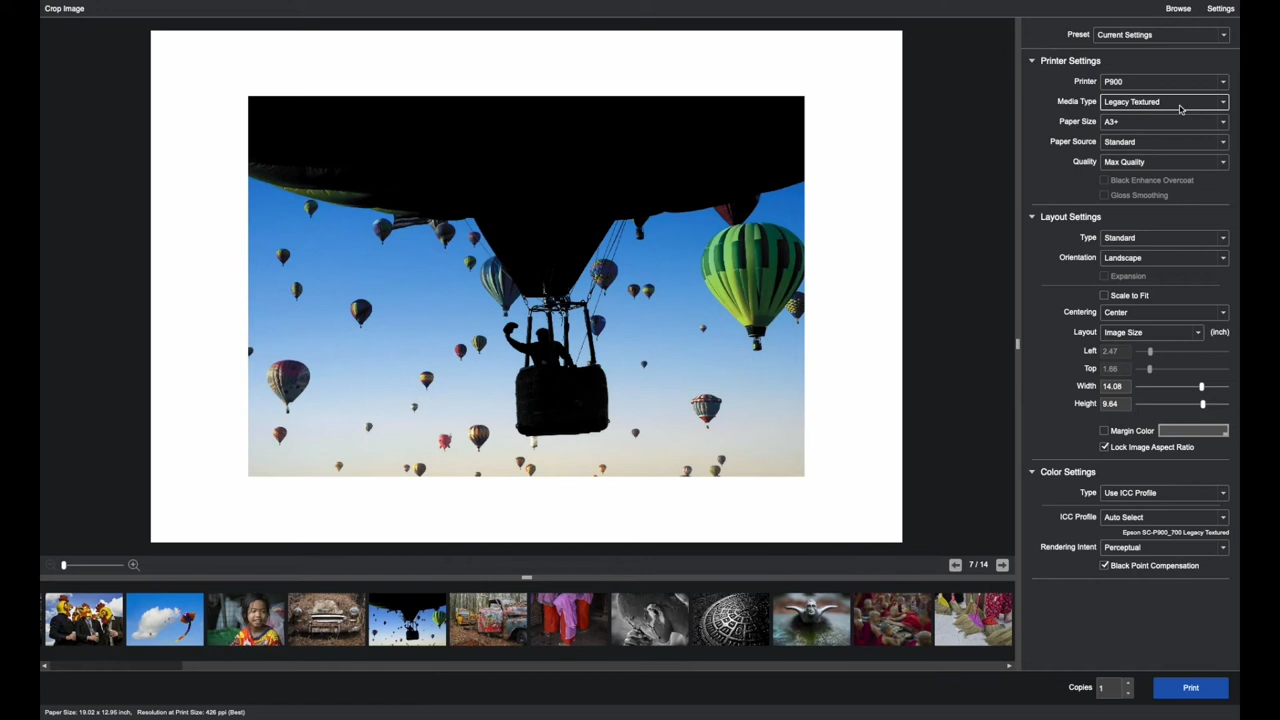 Crop Image
Browse
Settings
Preset
Current Settings
Printer Settings
Printer
P900
Media Type
Legacy Textured
Paper Size
A3+
Paper Source
Standard
Quality
Max Quality
Black Enhance Overcoat
Gloss Smoothing
Layout Settings
Type
Standard
Orientation
Landscape
Expansion
Scale to Fit
Centering
Center
Layout
Image Size
(inch)
Left
2.47
Top
1.66
Width
14.08
Height
9.64
Margin Color
Lock Image Aspect Ratio
Color Settings
Type
Use ICC Profile
ICC Profile
Auto Select
Epson SC-P900_700 Legacy Textured
Rendering Intent
Perceptual
Black Point Compensation
7 / 14
Copies
1
Print
Paper Size: 19.02 x 12.95 inch, Resolution at Print Size: 426 ppi (Best)